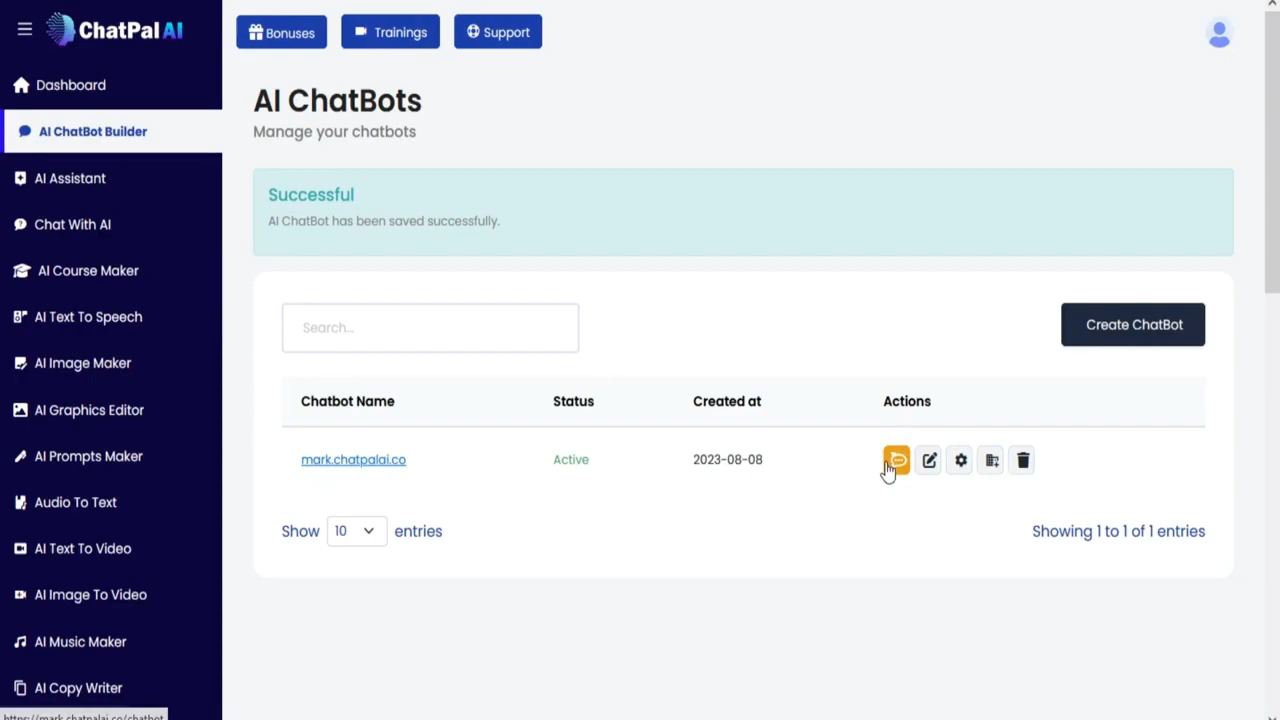 ChatPal AI
Bonuses
Trainings
Support
Dashboard
AI ChatBot Builder
AI Assistant
Chat With AI
AI Course Maker
AI Text To Speech
AI Image Maker
AI Graphics Editor
AI Prompts Maker
Audio To Text
AI Text To Video
AI Image To Video
AI Music Maker
AI Copy Writer
https://mark.chatpalai.co/chatbot
AI ChatBots
Manage your chatbots
Successful
AI ChatBot has been saved successfully.
Search...
Create ChatBot
Chatbot Name Status Created at Actions
mark.chatpalai.co Active 2023-08-08
Show 10 entries
Showing 1 to 1 of 1 entries